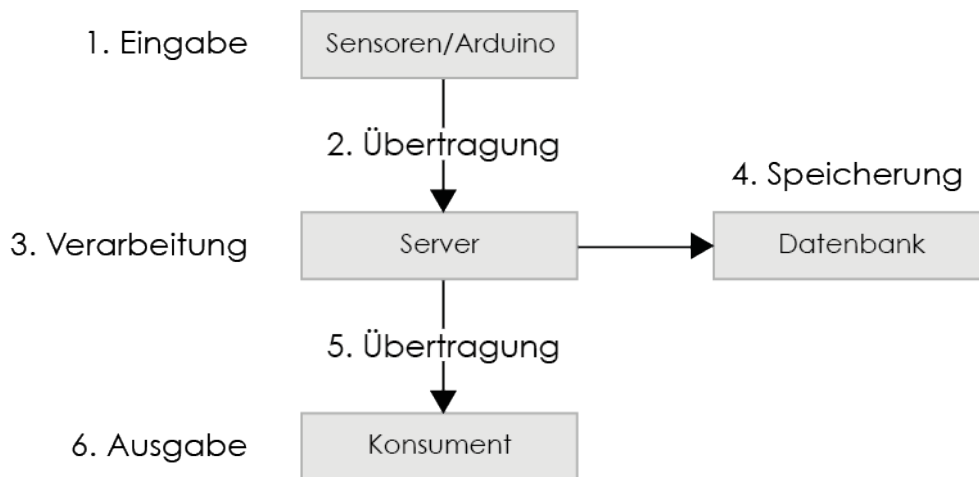 1. Eingabe
Sensoren/Arduino
2. Übertragung
4. Speicherung
3. Verarbeitung
Server
Datenbank
5. Übertragung
6. Ausgabe
Konsument